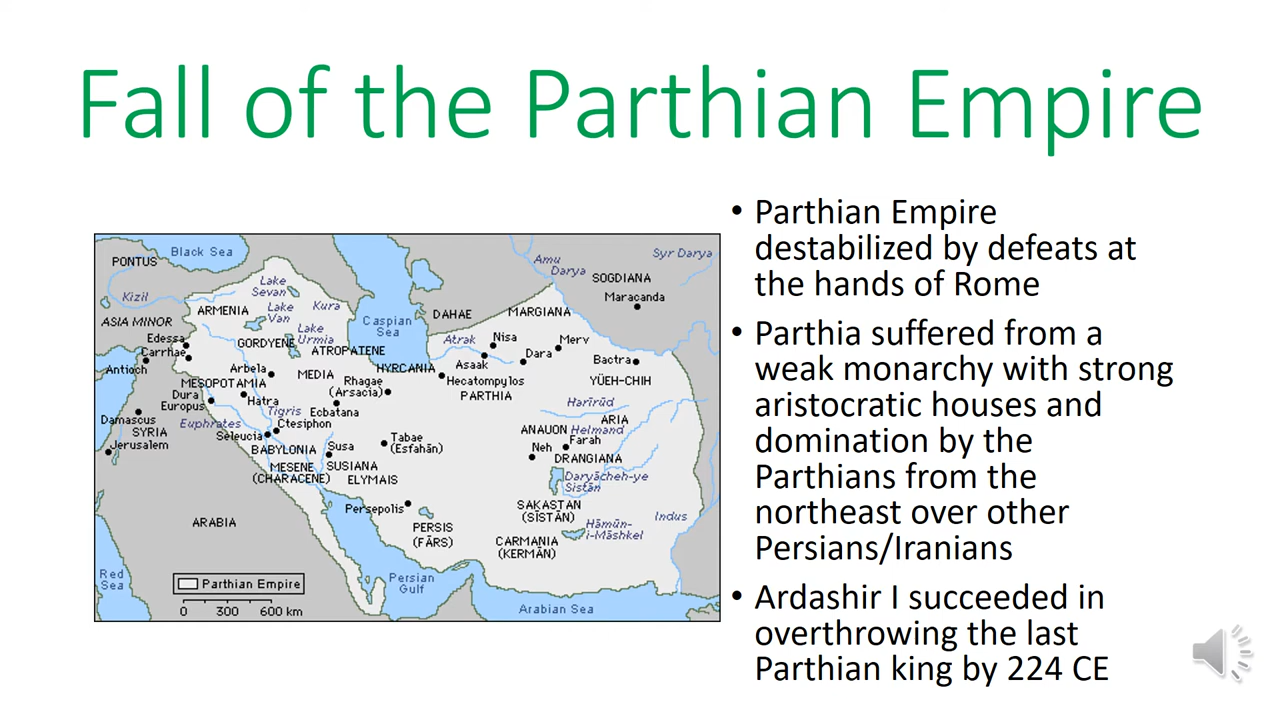 Fall of the Parthian Empire
• Parthian Empire
destabilized by defeats at
the hands of Rome
• Parthia suffered from a
weak monarchy with strong
aristocratic houses and
domination by the
Parthians from the
northeast over other
Persians/Iranians
• Ardashir I succeeded in
overthrowing the last
Parthian king by 224 CE
Black Sea
PONTUS
Kizil
ASIA MINOR
Lake
Sevan
Kura
ARMENIA
Lake
Van
Lake
Urmia
GORDYENE
ATROPATENE
Caspian
Sea
DAHAE
MARGIANA
Amu
Darya
SOGDIANA
Syr Darya
Maracanda
Edessa
Carrhae
Antioch
Arbela
MEDIA
HYRCANIA
Atrak
Nisa
Merv
Dara
Asaak
Bactra
YÜEH-CHIH
MESOPOTAMIA
Rhagae
(Arsacia)
Hecatompylos
PARTHIA
Dura
Europus
Hatra
Ecbatana
Tigris
Harīrūd
Damascus
SYRIA
Euphrates
Ctesiphon
Seleucia
ARIA
ANAUON
Helmand
Jerusalem
BABYLONIA
Susa
Tabae
(Esfahān)
Neh
Farah
DRANGIANA
MESENE
(CHARACENE)
SUSIANA
ELYMAIS
Daryācheh-ye
Sīstān
Persepolis
SAKASTAN
(SĪSTĀN)
Indus
ARABIA
PERSIS
(FĀRS)
Hāmūn-
i-Māshkel
CARMANIA
(KERMĀN)
Red
Sea
Persian
Gulf
Arabian Sea
Parthian Empire
0 300 600 km